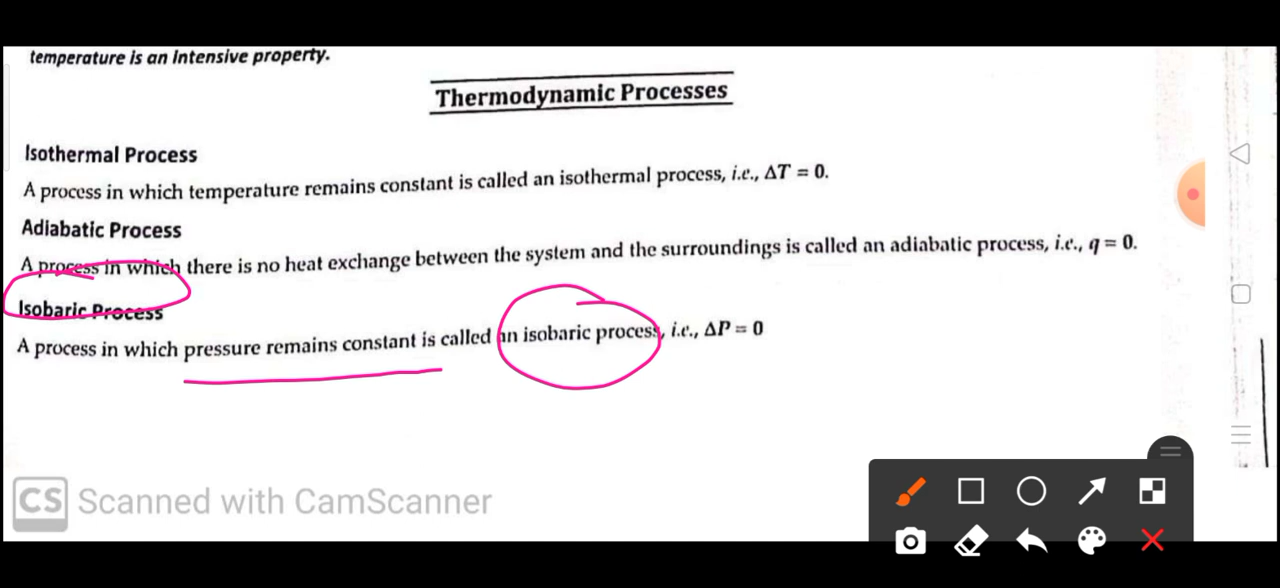 temperature is an Intensive property.
Thermodynamic Processes
Isothermal Process
A process in which temperature remains constant is called an isothermal process, i.e., ΔT = 0.
Adiabatic Process
A process in which there is no heat exchange between the system and the surroundings is called an adiabatic process, i.e., q = 0.
Isobaric Process
A process in which pressure remains constant is called an isobaric process, i.e., ΔP = 0
CS Scanned with CamScanner